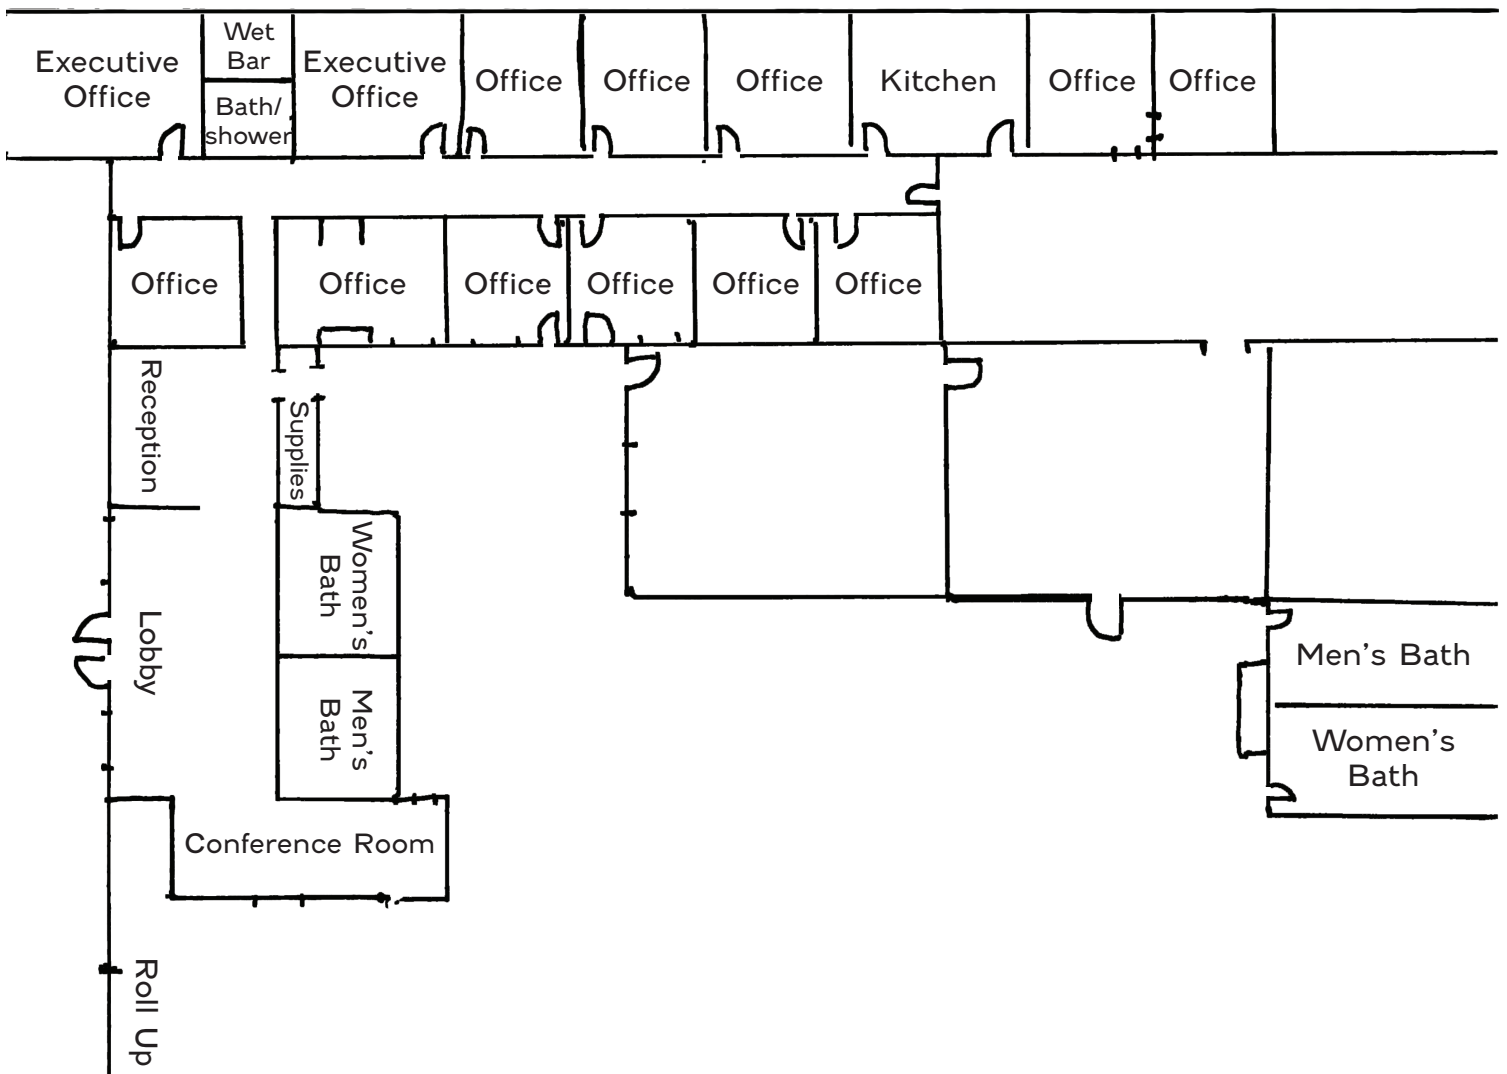 Executive
Office
Wet
Bar
Bath/
shower
Executive
Office
Office
Office
Office
Kitchen
Office
Office
Office
Office
Office
Office
Office
Office
Reception
Supplies
Women's
Bath
Lobby
Men's
Bath
Men's Bath
Women's
Bath
Conference Room
Roll Up